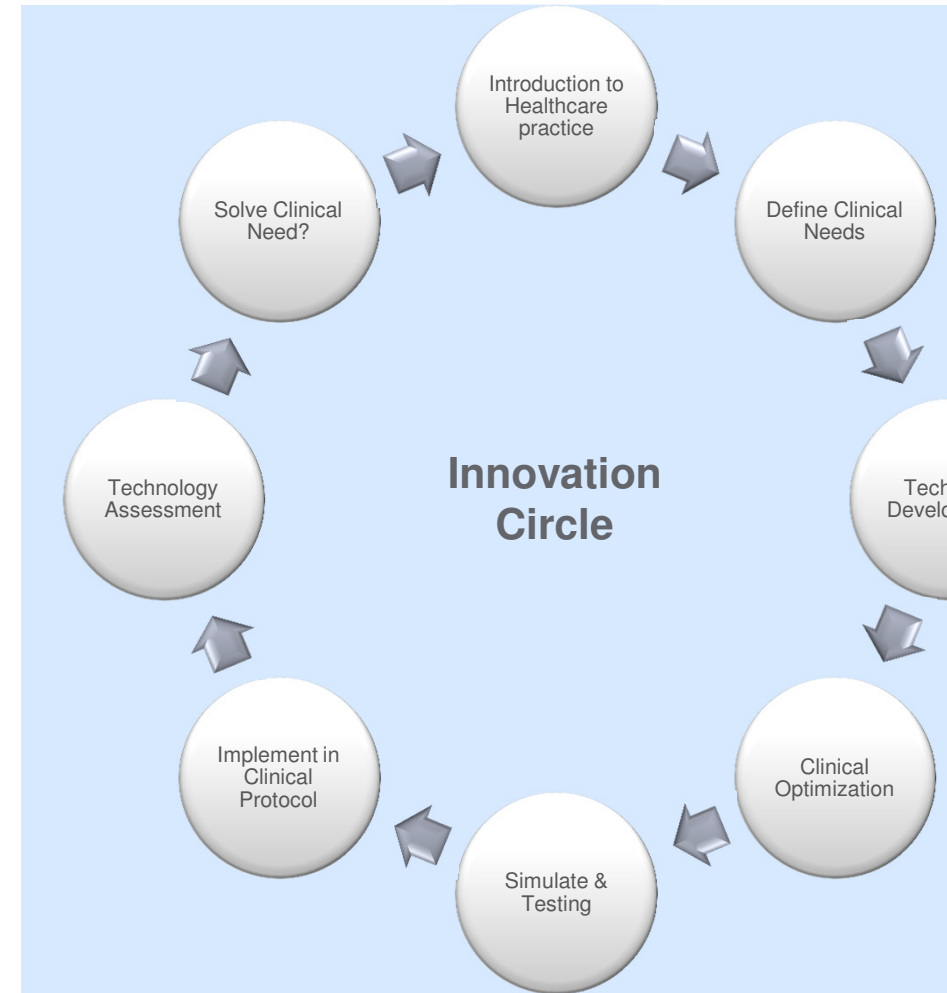 Introduction to
Healthcare
practice
Solve Clinical
Need?
Define Clinical
Needs
Innovation
Circle
Technology
Assessment
Implement in
Clinical
Protocol
Clinical
Optimization
Simulate &
Testing